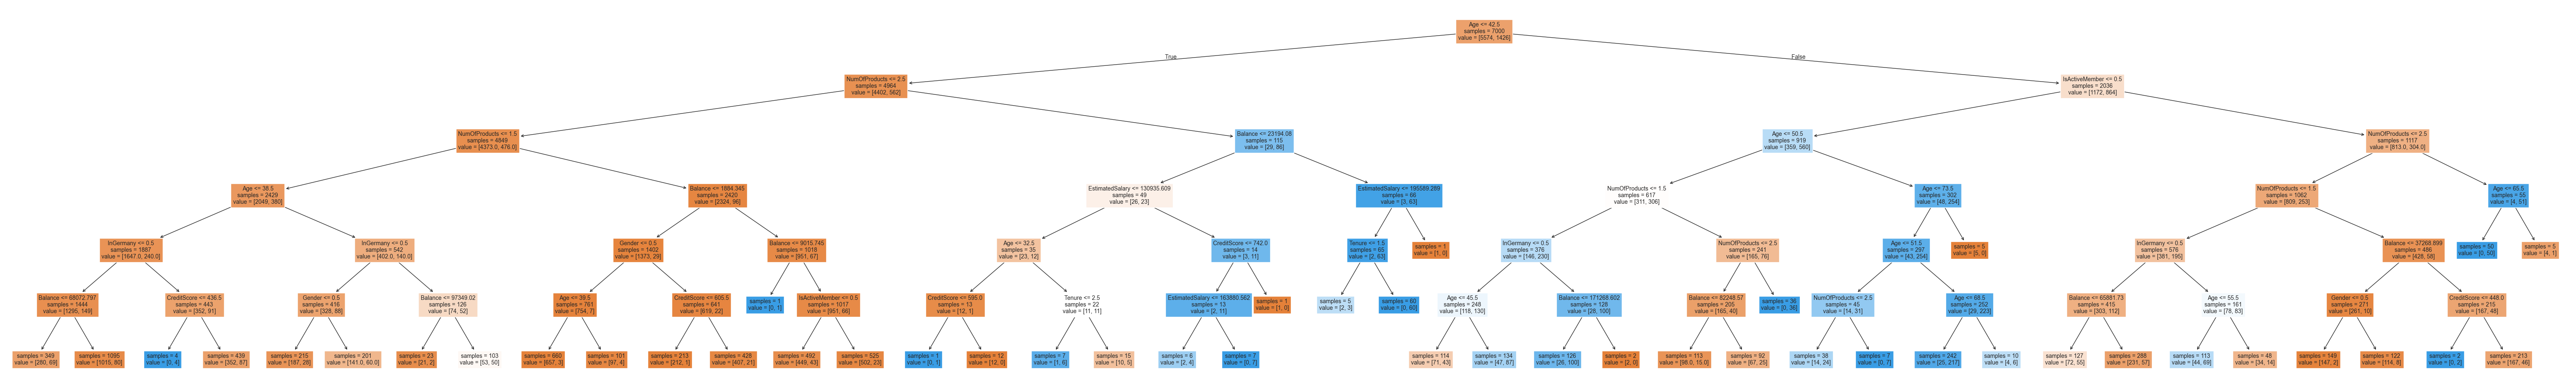 Age <= 42.5
samples = 7000
value = [5574, 1426]
True
False
NumOfProducts <= 2.5
samples = 4964
value = [4402, 562]
IsActiveMember <= 0.5
samples = 2036
value = [1172, 864]
NumOfProducts <= 1.5
samples = 4849
value = [4373.0, 476.0]
Balance <= 23194.08
samples = 115
value = [29, 86]
Age <= 50.5
samples = 919
value = [359, 560]
NumOfProducts <= 2.5
samples = 1117
value = [813.0, 304.0]
Age <= 38.5
samples = 2429
value = [2049, 380]
Balance <= 1884.345
samples = 2420
value = [2324, 96]
EstimatedSalary <= 130935.609
samples = 49
value = [26, 23]
EstimatedSalary <= 195589.289
samples = 66
value = [3, 63]
NumOfProducts <= 1.5
samples = 617
value = [311, 306]
Age <= 73.5
samples = 302
value = [48, 254]
NumOfProducts <= 1.5
samples = 1062
value = [809, 253]
Age <= 65.5
samples = 55
value = [4, 51]
InGermany <= 0.5
samples = 1887
value = [1647.0, 240.0]
InGermany <= 0.5
samples = 542
value = [402.0, 140.0]
Gender <= 0.5
samples = 1402
value = [1373, 29]
Balance <= 9015.745
samples = 1018
value = [951, 67]
Age <= 32.5
samples = 35
value = [23, 12]
CreditScore <= 742.0
samples = 14
value = [3, 11]
Tenure <= 1.5
samples = 65
value = [2, 63]
samples = 1
value = [1, 0]
InGermany <= 0.5
samples = 376
value = [146, 230]
NumOfProducts <= 2.5
samples = 241
value = [165, 76]
Age <= 51.5
samples = 297
value = [43, 254]
samples = 5
value = [5, 0]
InGermany <= 0.5
samples = 576
value = [381, 195]
Balance <= 37268.899
samples = 486
value = [428, 58]
samples = 50
value = [0, 50]
samples = 5
value = [4, 1]
Balance <= 68072.797
samples = 1444
value = [1295, 149]
CreditScore <= 436.5
samples = 443
value = [352, 91]
Gender <= 0.5
samples = 416
value = [328, 88]
Balance <= 97349.02
samples = 126
value = [74, 52]
Age <= 39.5
samples = 761
value = [754, 7]
CreditScore <= 605.5
samples = 641
value = [619, 22]
samples = 1
value = [0, 1]
IsActiveMember <= 0.5
samples = 1017
value = [951, 66]
CreditScore <= 595.0
samples = 13
value = [12, 1]
Tenure <= 2.5
samples = 22
value = [11, 11]
EstimatedSalary <= 163880.562
samples = 13
value = [2, 11]
samples = 1
value = [1, 0]
samples = 5
value = [2, 3]
samples = 60
value = [0, 60]
Age <= 45.5
samples = 248
value = [118, 130]
Balance <= 171268.602
samples = 128
value = [28, 100]
Balance <= 82248.57
samples = 205
value = [165, 40]
samples = 36
value = [0, 36]
NumOfProducts <= 2.5
samples = 45
value = [14, 31]
Age <= 68.5
samples = 252
value = [29, 223]
Balance <= 65881.73
samples = 415
value = [303, 112]
Age <= 55.5
samples = 161
value = [78, 83]
Gender <= 0.5
samples = 271
value = [261, 10]
CreditScore <= 448.0
samples = 215
value = [167, 48]
samples = 349
value = [280, 69]
samples = 1095
value = [1015, 80]
samples = 4
value = [0, 4]
samples = 439
value = [352, 87]
samples = 215
value = [187, 28]
samples = 201
value = [141.0, 60.0]
samples = 23
value = [21, 2]
samples = 103
value = [53, 50]
samples = 660
value = [657, 3]
samples = 101
value = [97, 4]
samples = 213
value = [212, 1]
samples = 428
value = [407, 21]
samples = 492
value = [449, 43]
samples = 525
value = [502, 23]
samples = 1
value = [0, 1]
samples = 12
value = [12, 0]
samples = 7
value = [1, 6]
samples = 15
value = [10, 5]
samples = 6
value = [2, 4]
samples = 7
value = [0, 7]
samples = 114
value = [71, 43]
samples = 134
value = [47, 87]
samples = 126
value = [26, 100]
samples = 2
value = [2, 0]
samples = 113
value = [98.0, 15.0]
samples = 92
value = [67, 25]
samples = 38
value = [14, 24]
samples = 7
value = [0, 7]
samples = 242
value = [25, 217]
samples = 10
value = [4, 6]
samples = 127
value = [72, 55]
samples = 288
value = [231, 57]
samples = 113
value = [44, 69]
samples = 48
value = [34, 14]
samples = 149
value = [147, 2]
samples = 122
value = [114, 8]
samples = 2
value = [0, 2]
samples = 213
value = [167, 46]